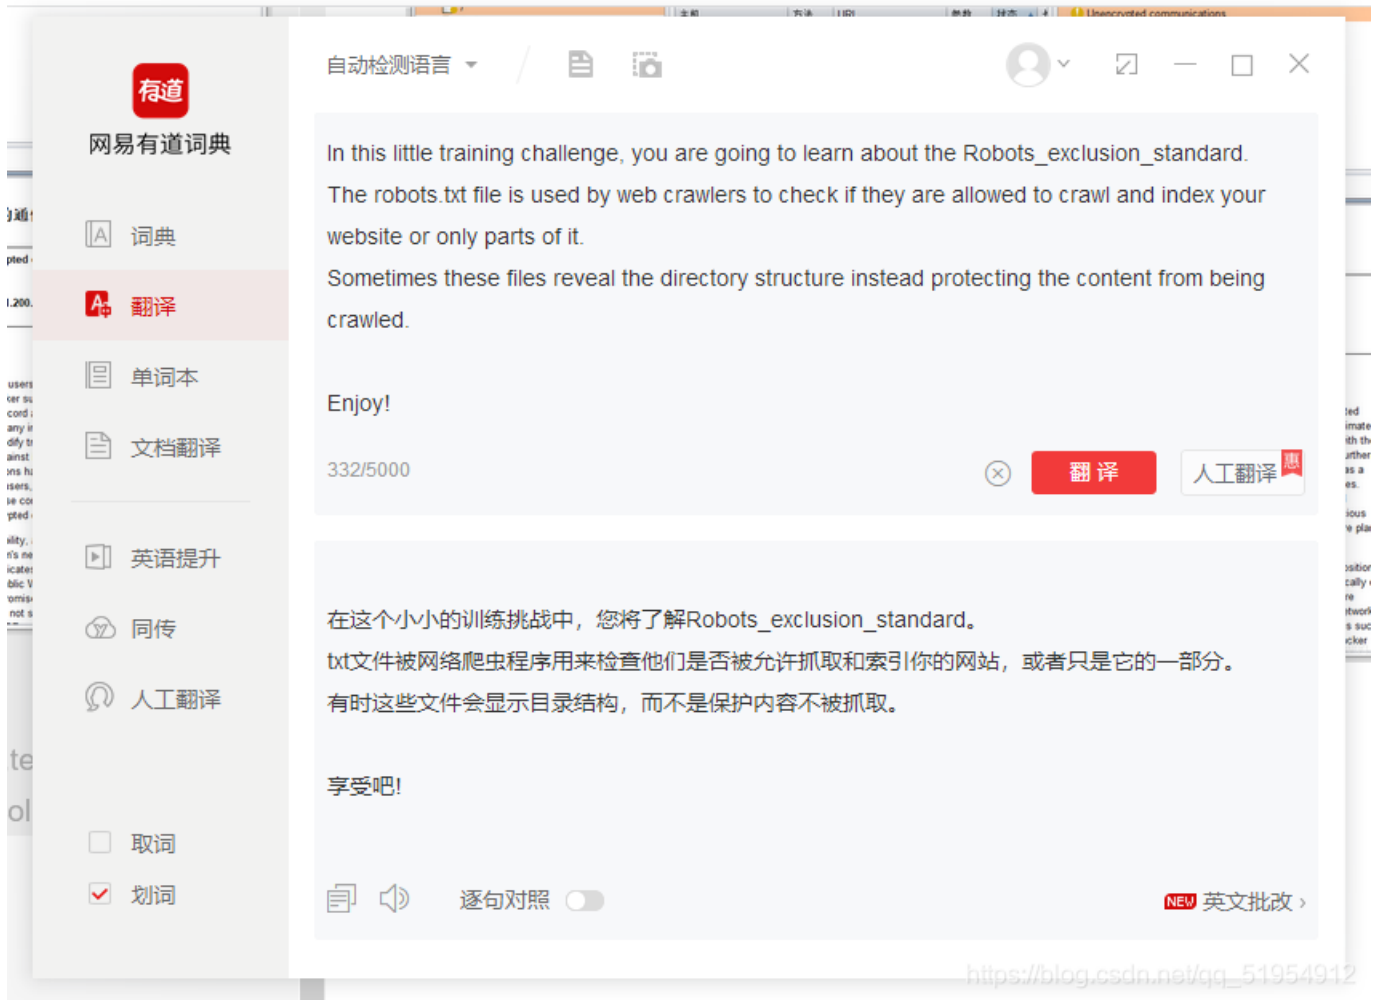 主机 方法 URL 参数 状态 Unencrypted communications
自动检测语言
有道
网易有道词典
词典
翻译
单词本
文档翻译
英语提升
同传
人工翻译
取词
划词
In this little training challenge, you are going to learn about the Robots_exclusion_standard.
The robots.txt file is used by web crawlers to check if they are allowed to crawl and index your
website or only parts of it.
Sometimes these files reveal the directory structure instead protecting the content from being
crawled.
Enjoy!
332/5000
翻 译
人工翻译
惠
在这个小小的训练挑战中，您将了解Robots_exclusion_standard。
txt文件被网络爬虫程序用来检查他们是否被允许抓取和索引你的网站，或者只是它的一部分。
有时这些文件会显示目录结构，而不是保护内容不被抓取。
享受吧!
逐句对照
NEW 英文批改 ›
https://blog.csdn.net/qq_51954912